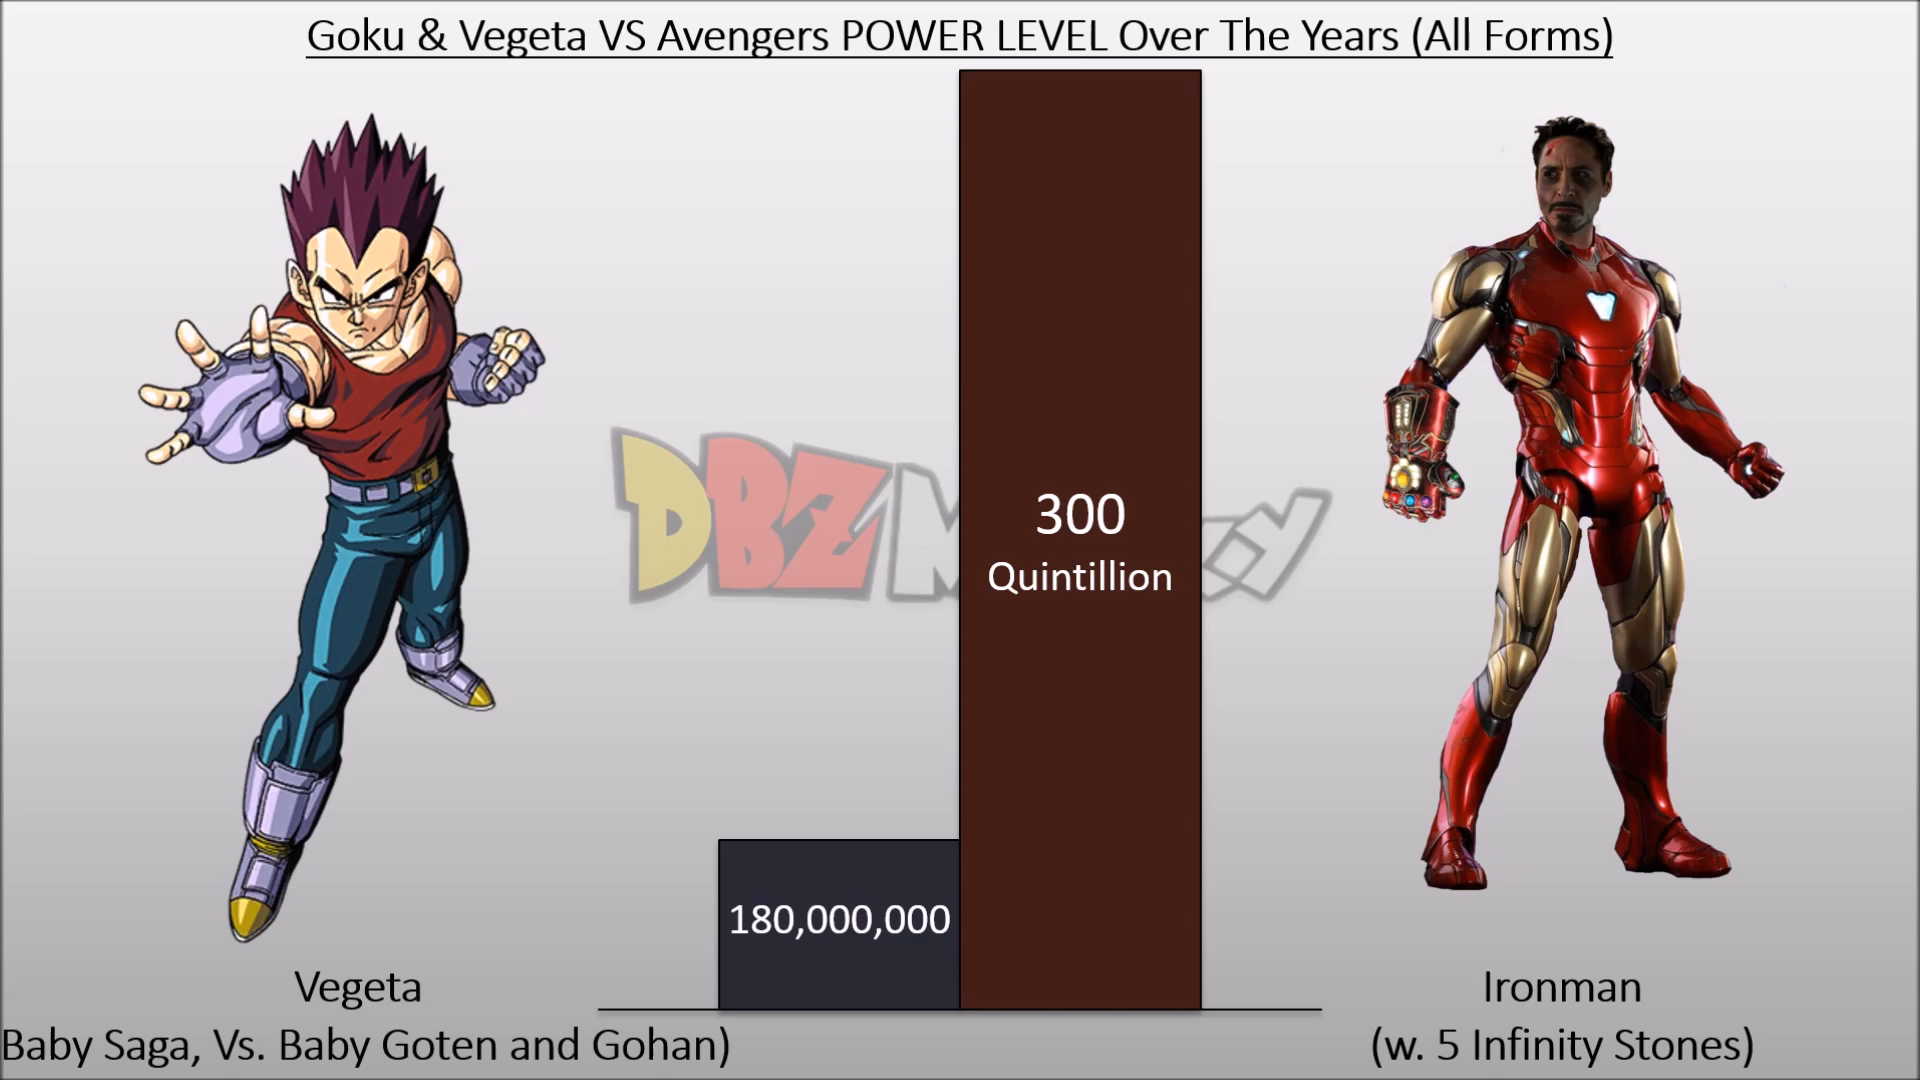 Goku & Vegeta VS Avengers POWER LEVEL Over The Years (All Forms)
DBZ
300
Quintillion
180,000,000
Vegeta
Baby Saga, Vs. Baby Goten and Gohan)
Ironman
(w. 5 Infinity Stones)